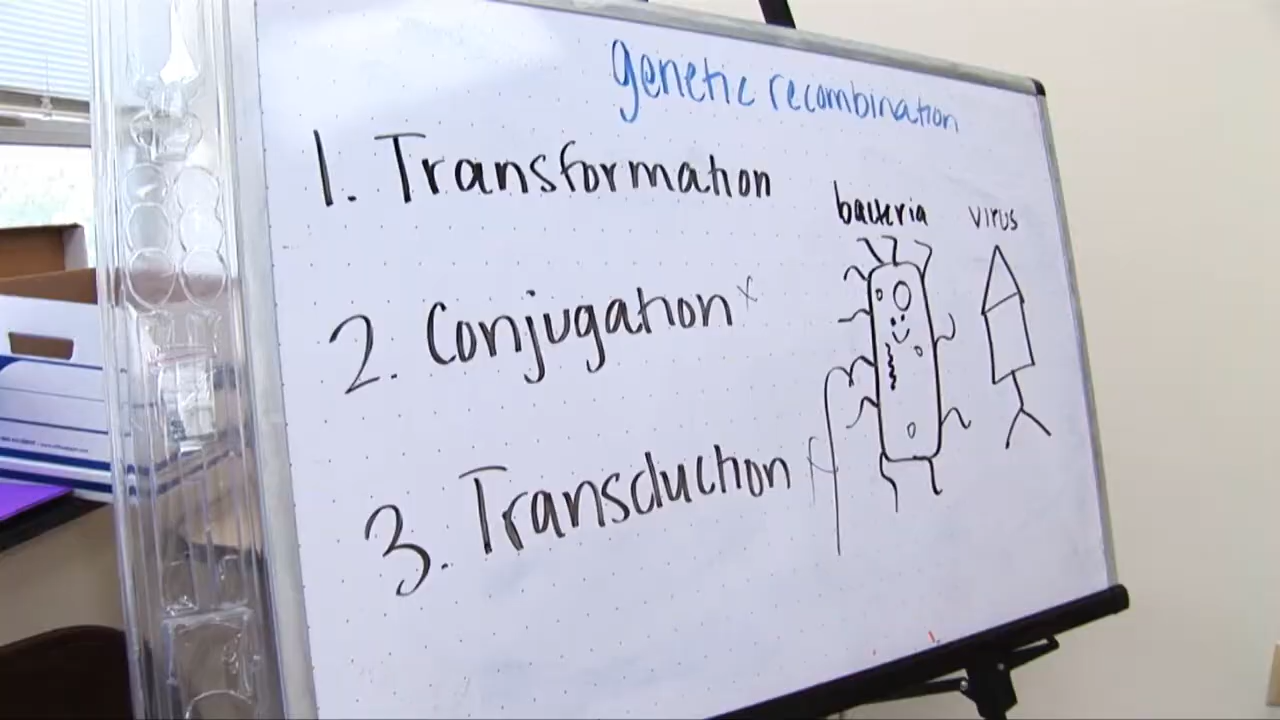 genetic recombination
1. Transformation
bacteria
virus
2. Conjugation
3. Transduction